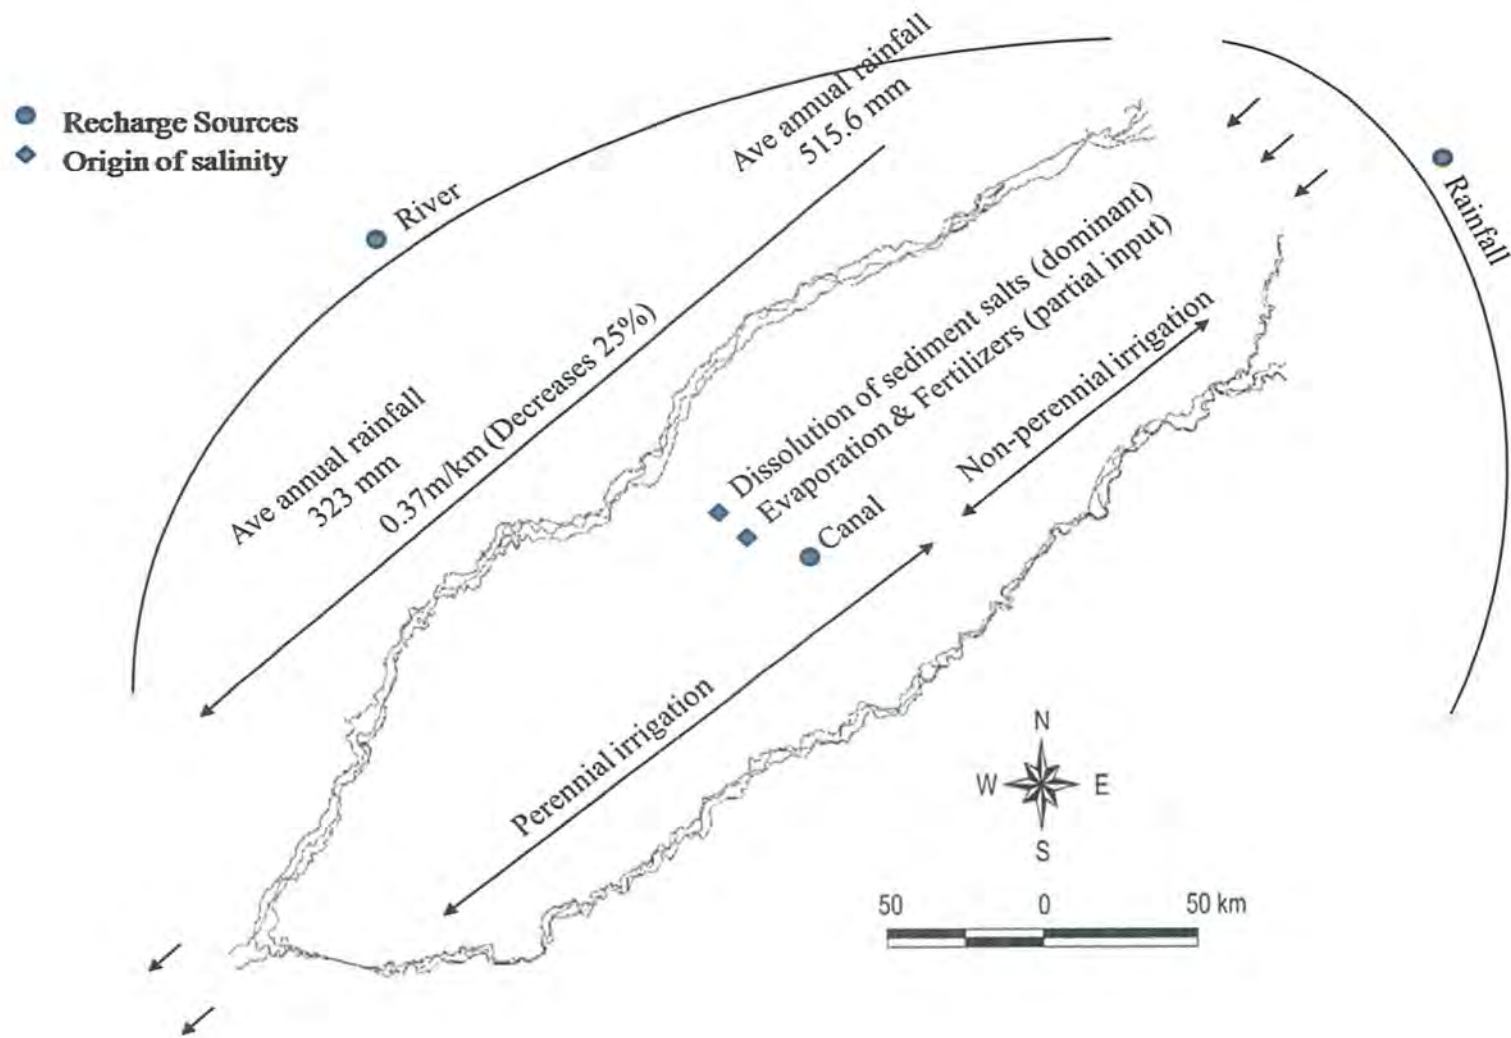 Recharge Sources
Origin of salinity
River
Ave annual rainfall
515.6 mm
Rainfall
Ave annual rainfall
323 mm
0.37m/km (Decreases 25%)
Dissolution of sediment salts (dominant)
Evaporation & Fertilizers (partial input)
Canal
Non-perennial irrigation
Perennial irrigation
N
W E
S
50 0 50 km